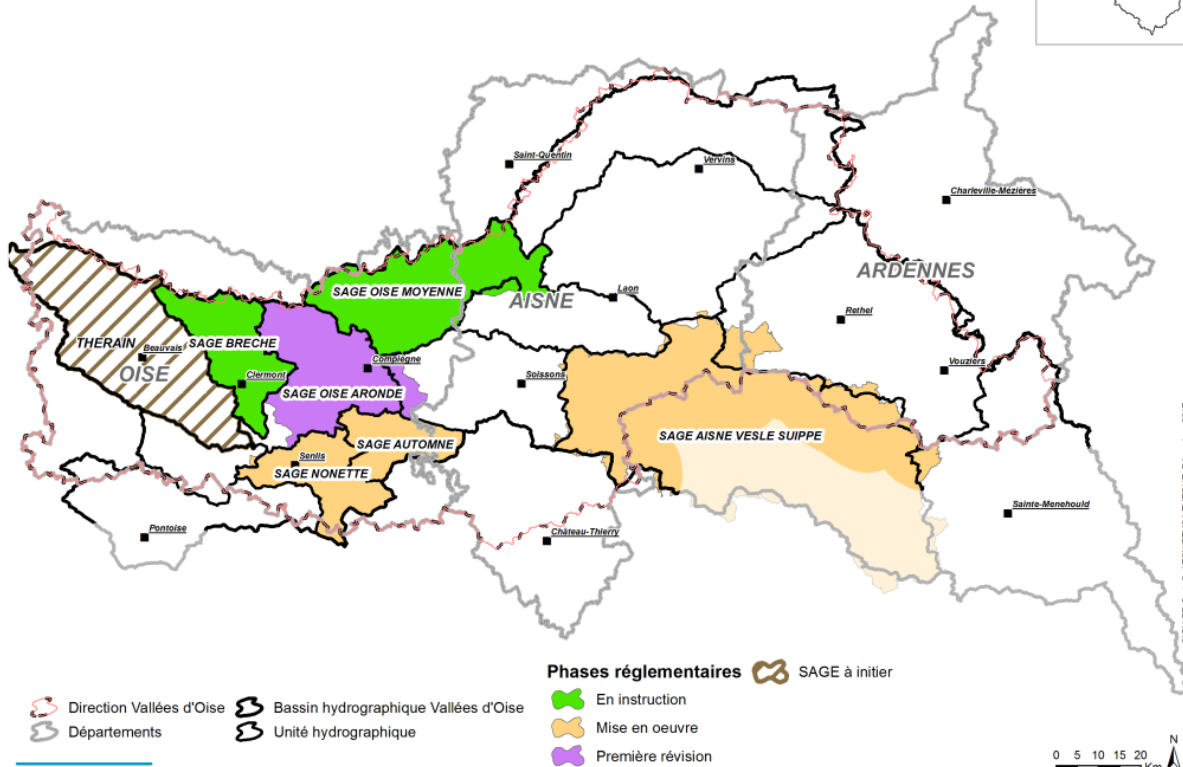 Saint-Quentin
Vervins
Charleville-Mézières
ARDENNES
SAGE OISE MOYENNE
AISNE
Laon
Rethel
THERAIN
SAGE BRECHE
Beauvais
OISE
Compiègne
Vouziers
Clermont
Soissons
SAGE OISE ARONDE
SAGE AUTOMNE
SAGE AISNE VESLE SUIPPE
Senlis
SAGE NONETTE
Sainte-Menehould
Pontoise
Château-Thierry
Phases réglementaires
SAGE à initier
Direction Vallées d'Oise
Bassin hydrographique Vallées d'Oise
En instruction
Départements
Unité hydrographique
Mise en oeuvre
Première révision
N
0 5 10 15 20
Km